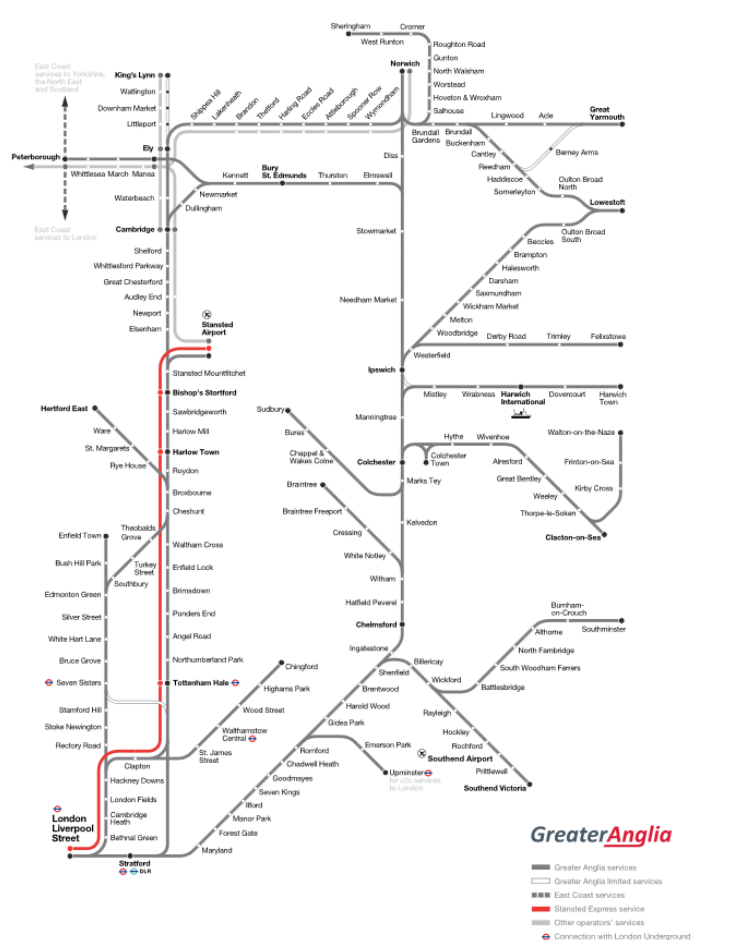 Sheringham
Cromer
West Runton
Roughton Road
Gunton
North Walsham
Worstead
Hoveton & Wroxham
Salhouse
Norwich
East Coast
services to Yorkshire,
the North East
and Scotland
King's Lynn
Watlington
Downham Market
Littleport
Ely
Shippea Hill
Lakenheath
Brandon
Thetford
Harling Road
Eccles Road
Attleborough
Spooner Row
Wymondham
Brundall
Gardens
Brundall
Lingwood
Acle
Great
Yarmouth
Buckenham
Cantley
Reedham
Berney Arms
Haddiscoe
Somerleyton
Oulton Broad
North
Lowestoft
Oulton Broad
South
Peterborough
Whittlesea
March
Manea
East Coast
services to London
Waterbeach
Cambridge
Bury
St. Edmunds
Kennett
Thurston
Elmswell
Newmarket
Dullingham
Diss
Stowmarket
Needham Market
Beccles
Brampton
Halesworth
Darsham
Saxmundham
Wickham Market
Melton
Woodbridge
Derby Road
Trimley
Felixstowe
Westerfield
Ipswich
Shelford
Whittlesford Parkway
Great Chesterford
Audley End
Newport
Elsenham
Stansted
Airport
Stansted Mountfitchet
Bishop's Stortford
Sawbridgeworth
Harlow Mill
Harlow Town
Roydon
Broxbourne
Cheshunt
Waltham Cross
Enfield Lock
Brimsdown
Ponders End
Angel Road
Northumberland Park
Tottenham Hale
Hertford East
Ware
St. Margarets
Rye House
Theobalds
Grove
Turkey
Street
Southbury
Enfield Town
Bush Hill Park
Edmonton Green
Silver Street
White Hart Lane
Bruce Grove
Seven Sisters
Stamford Hill
Stoke Newington
Rectory Road
Clapton
Hackney Downs
London Fields
Cambridge
Heath
Bethnal Green
London
Liverpool
Street
Stratford
DLR
Chingford
Highams Park
Wood Street
Walthamstow
Central
St. James
Street
Mistley
Wrabness
Harwich
International
Dovercourt
Harwich
Town
Manningtree
Sudbury
Bures
Chappel &
Wakes Colne
Colchester
Hythe
Wivenhoe
Colchester
Town
Alresford
Great Bentley
Weeley
Thorpe-le-Soken
Walton-on-the-Naze
Frinton-on-Sea
Kirby Cross
Clacton-on-Sea
Marks Tey
Kelvedon
Braintree
Braintree Freeport
Cressing
White Notley
Witham
Hatfield Peverel
Chelmsford
Ingatestone
Shenfield
Brentwood
Harold Wood
Gidea Park
Romford
Chadwell Heath
Goodmayes
Seven Kings
Ilford
Manor Park
Forest Gate
Maryland
Emerson Park
Upminster
for c2c services
to London
Billericay
Wickford
Battlesbridge
South Woodham Ferrers
North Fambridge
Althorne
Burnham-
on-Crouch
Southminster
Rayleigh
Hockley
Rochford
Southend Airport
Prittlewell
Southend Victoria
GreaterAnglia
Greater Anglia services
Greater Anglia limited services
East Coast services
Stansted Express service
Other operators' services
Connection with London Underground